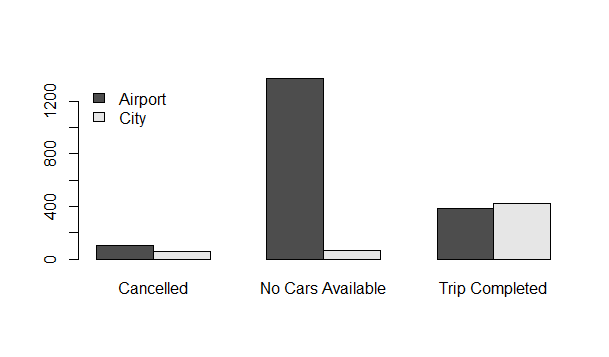 Airport
City
1200
800
400
0
Cancelled
No Cars Available
Trip Completed